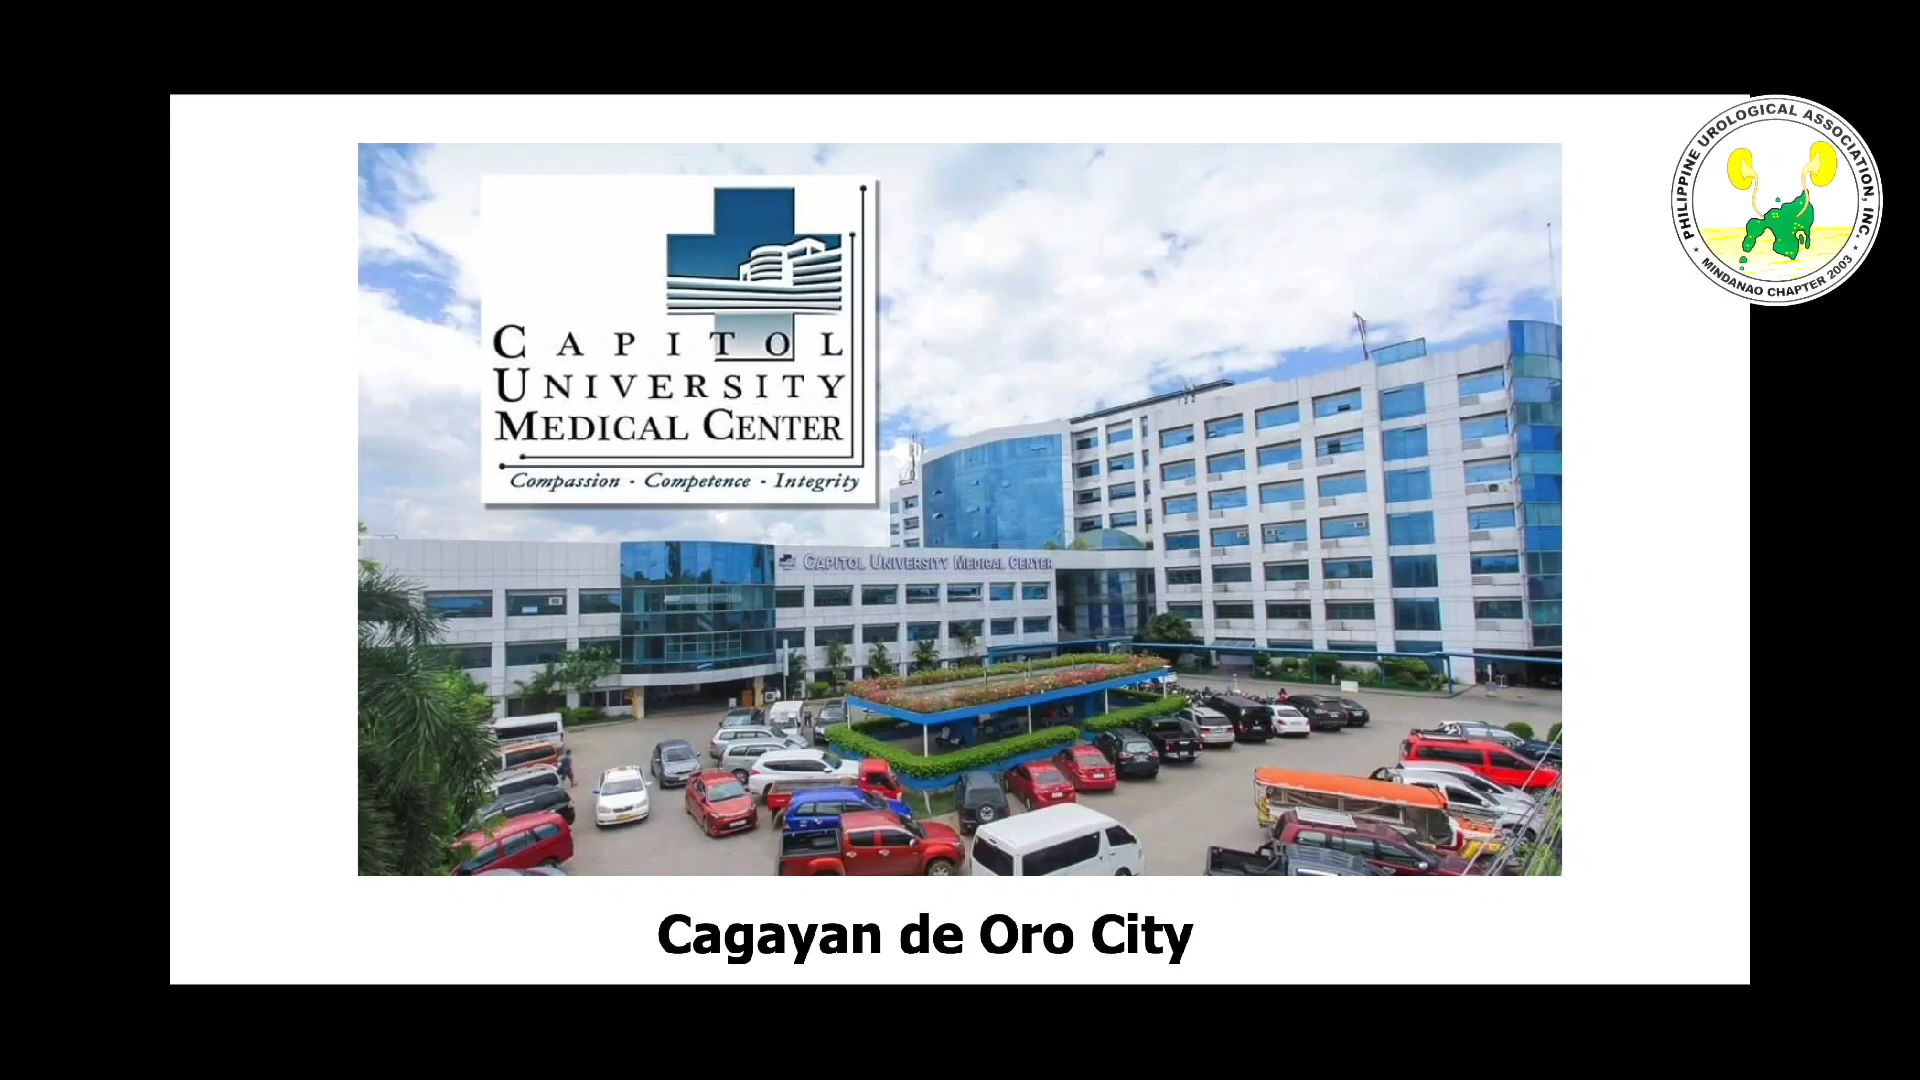 PHILIPPINE UROLOGICAL ASSOCIATION, INC.
* MINDANAO CHAPTER 2003 *
CAPITOL
UNIVERSITY
MEDICAL CENTER
Compassion - Competence - Integrity
CAPITOL UNIVERSITY MEDICAL CENTER
Cagayan de Oro City